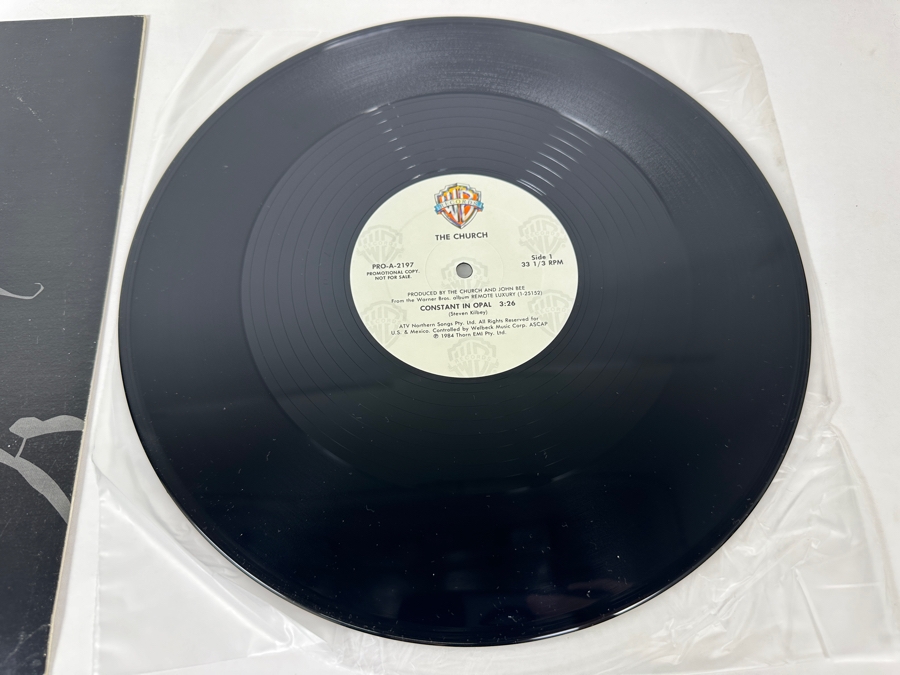 WB
RECORDS
THE CHURCH
PRO-A-2197
PROMOTIONAL COPY.
NOT FOR SALE.
Side 1
33 1/3 RPM
PRODUCED BY THE CHURCH AND JOHN BEE
From the Warner Bros. album REMOTE LUXURY (1-25152)
CONSTANT IN OPAL 3:26
(Steven Kilbey)
ATV Northern Songs Pty. Ltd. All Rights Reserved for
U.S. & Mexico. Controlled by Welbeck Music Corp. ASCAP
℗ 1984 Thorn EMI Pty. Ltd.